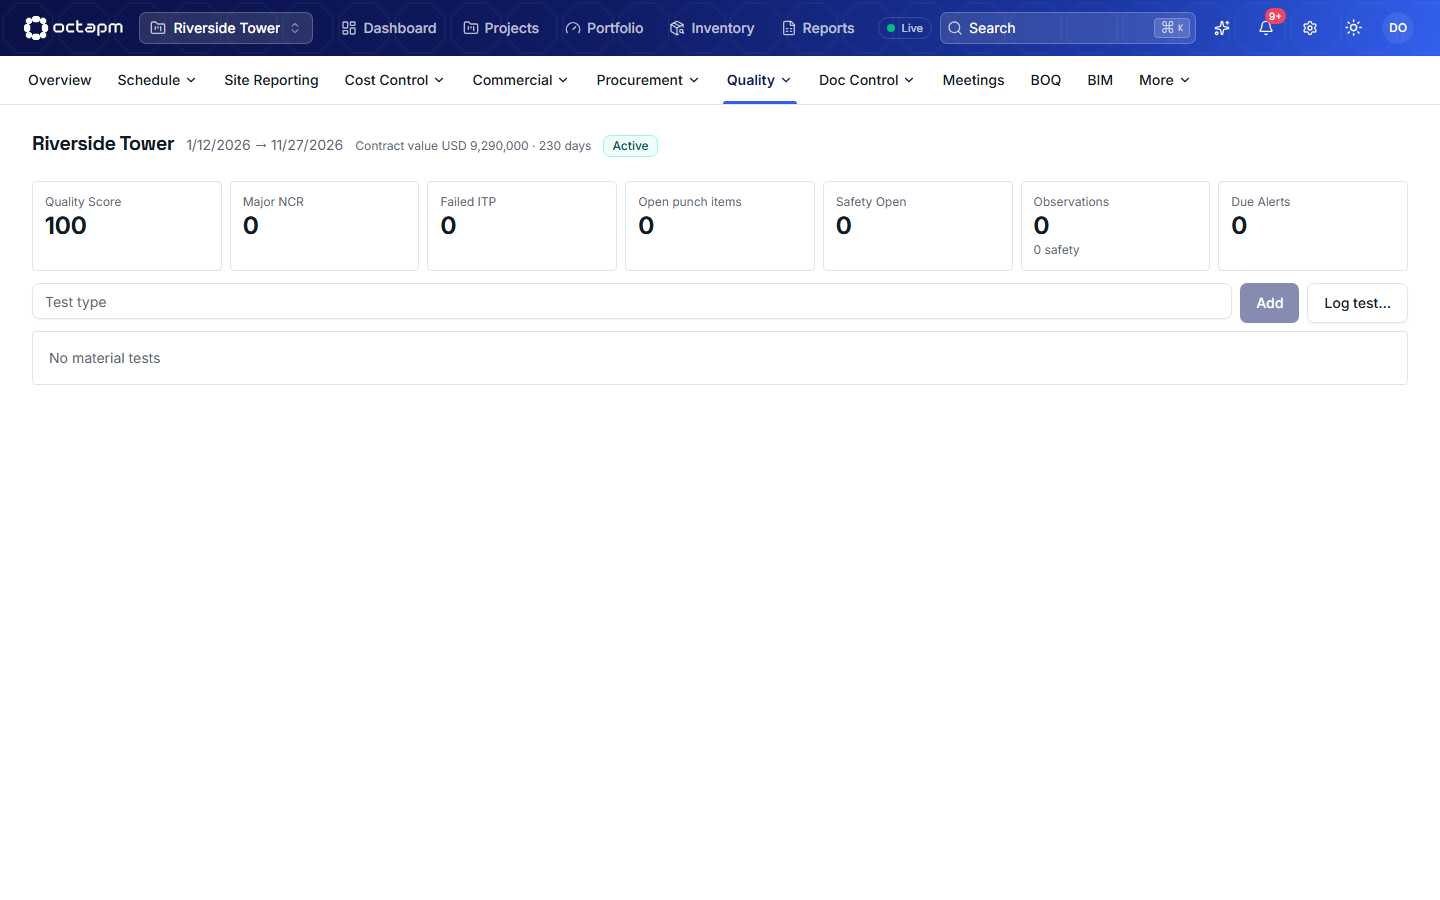 octapm Riverside Tower Dashboard Projects Portfolio Inventory Reports Live Search ⌘ K 9+ DO
Overview Schedule Site Reporting Cost Control Commercial Procurement Quality Doc Control Meetings BOQ BIM More
Riverside Tower 1/12/2026 → 11/27/2026 Contract value USD 9,290,000 · 230 days Active
Quality Score Major NCR Failed ITP Open punch items Safety Open Observations Due Alerts
100 0 0 0 0 0 0
0 safety
Test type Add Log test...
No material tests